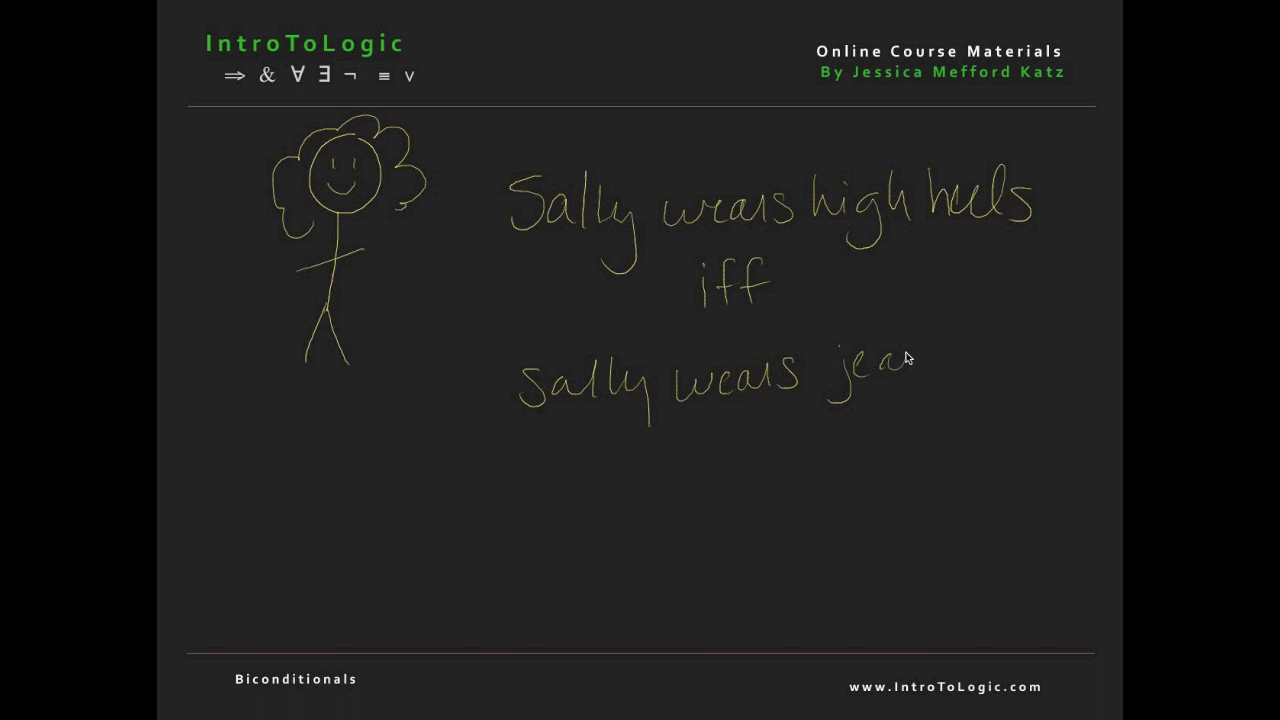 IntroToLogic
⇒ & ∀ ∃ ¬ ≡ ∨
Online Course Materials
By Jessica Mefford Katz
Sally wears high heels
iff
Sally wears jea
Biconditionals
www.IntroToLogic.com